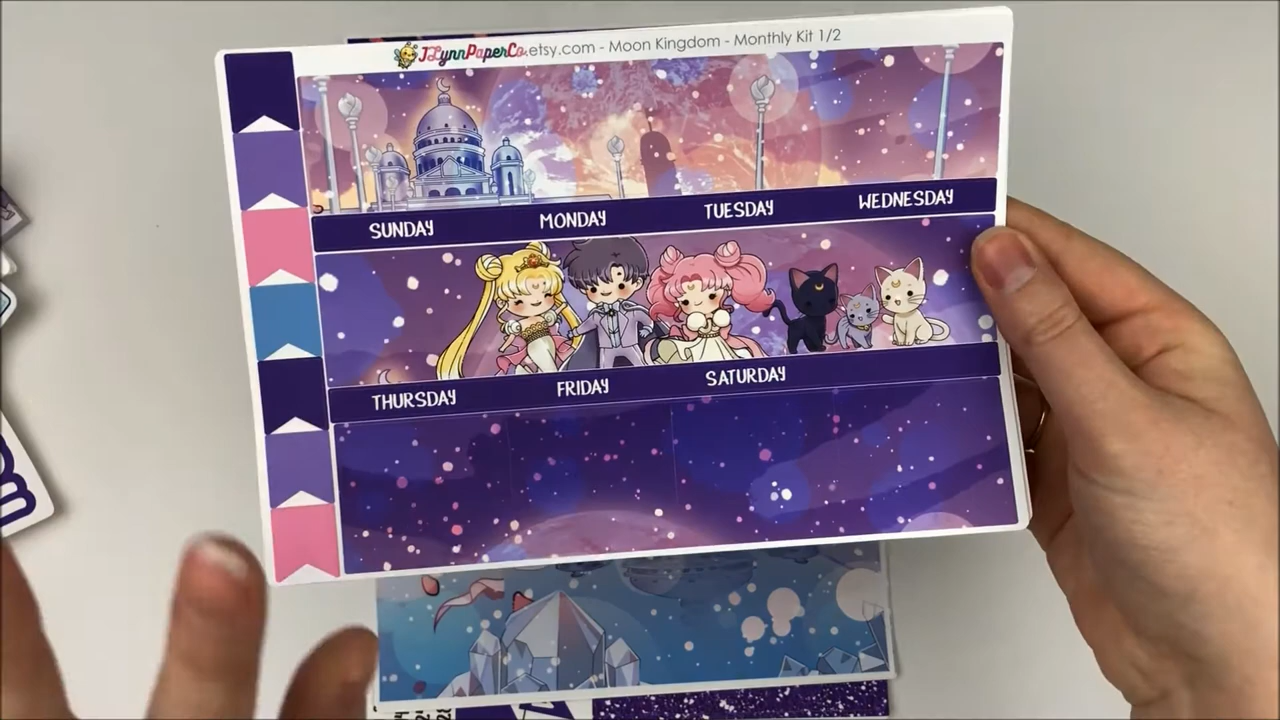 JLynnPaperCo.etsy.com - Moon Kingdom - Monthly Kit 1/2
SUNDAY MONDAY TUESDAY WEDNESDAY
THURSDAY FRIDAY SATURDAY